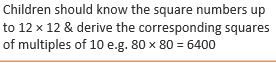 Children should know the square numbers up
to 12 × 12 & derive the corresponding squares
of multiples of 10 e.g. 80 × 80 = 6400